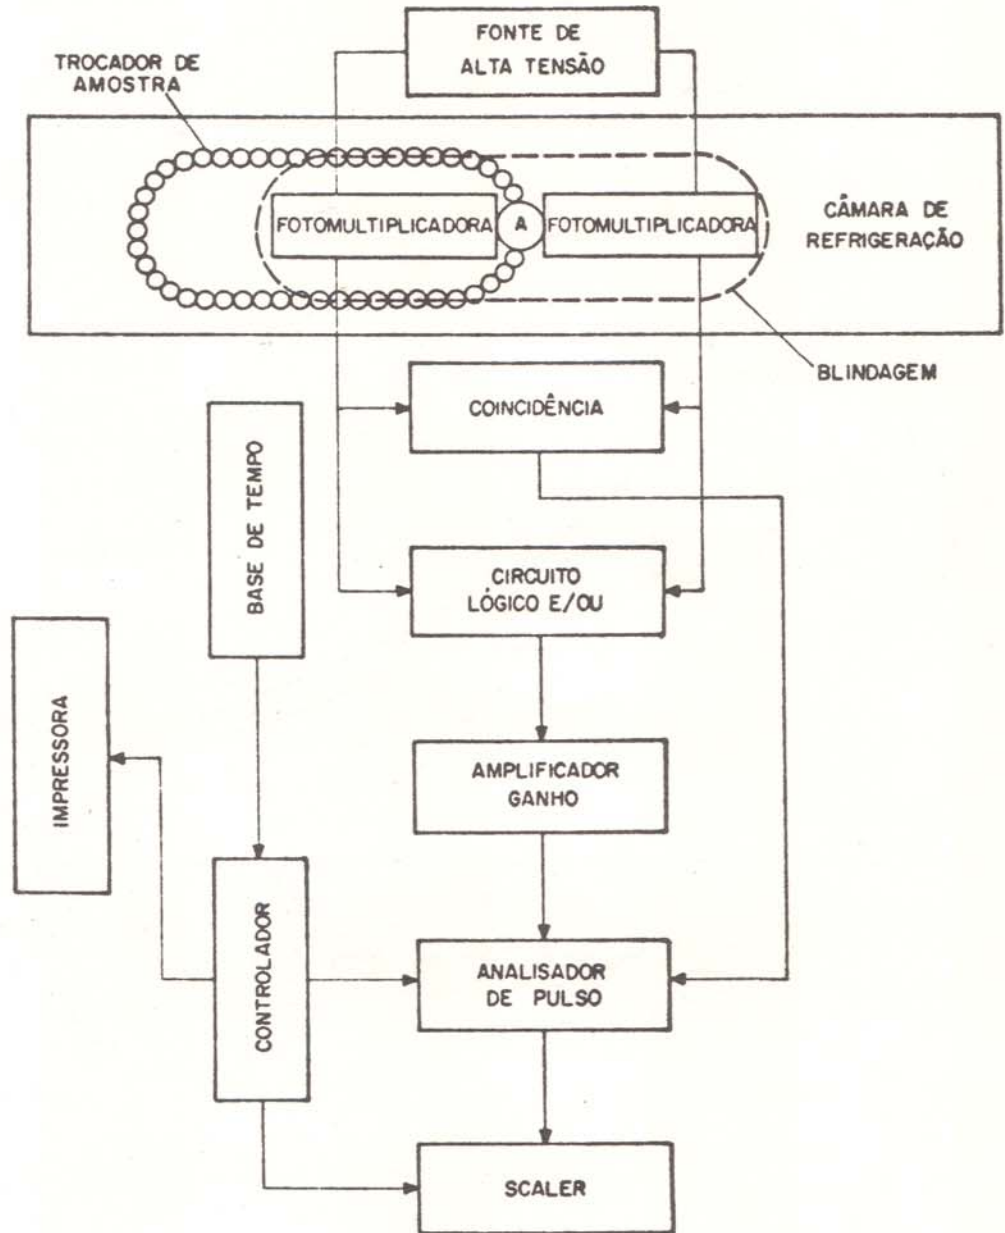 FONTE DE
ALTA TENSÃO
TROCADOR DE
AMOSTRA
FOTOMULTIPLICADORA
A
FOTOMULTIPLICADORA
CÂMARA DE
REFRIGERAÇÃO
BLINDAGEM
COINCIDÊNCIA
BASE DE TEMPO
CIRCUITO
LÓGICO E/OU
IMPRESSORA
AMPLIFICADOR
GANHO
CONTROLADOR
ANALISADOR
DE PULSO
SCALER